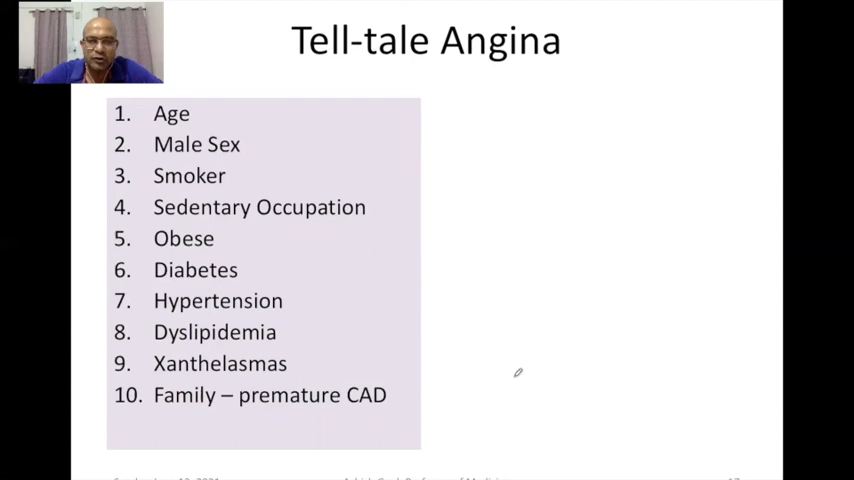 Tell-tale Angina
1. Age
2. Male Sex
3. Smoker
4. Sedentary Occupation
5. Obese
6. Diabetes
7. Hypertension
8. Dyslipidemia
9. Xanthelasmas
10. Family – premature CAD